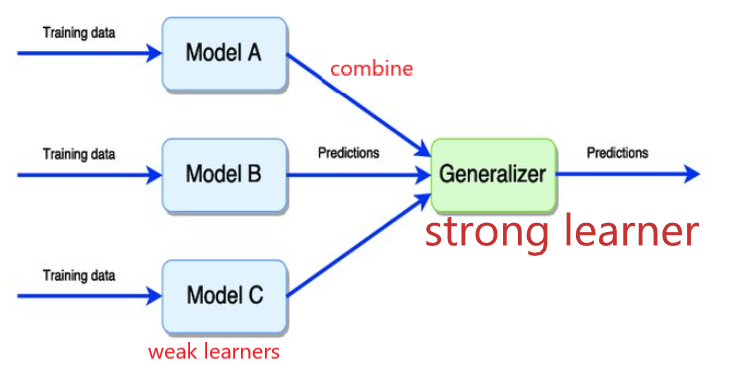 Training data
Model A
combine
Training data
Model B
Predictions
Generalizer
Predictions
strong learner
Training data
Model C
weak learners